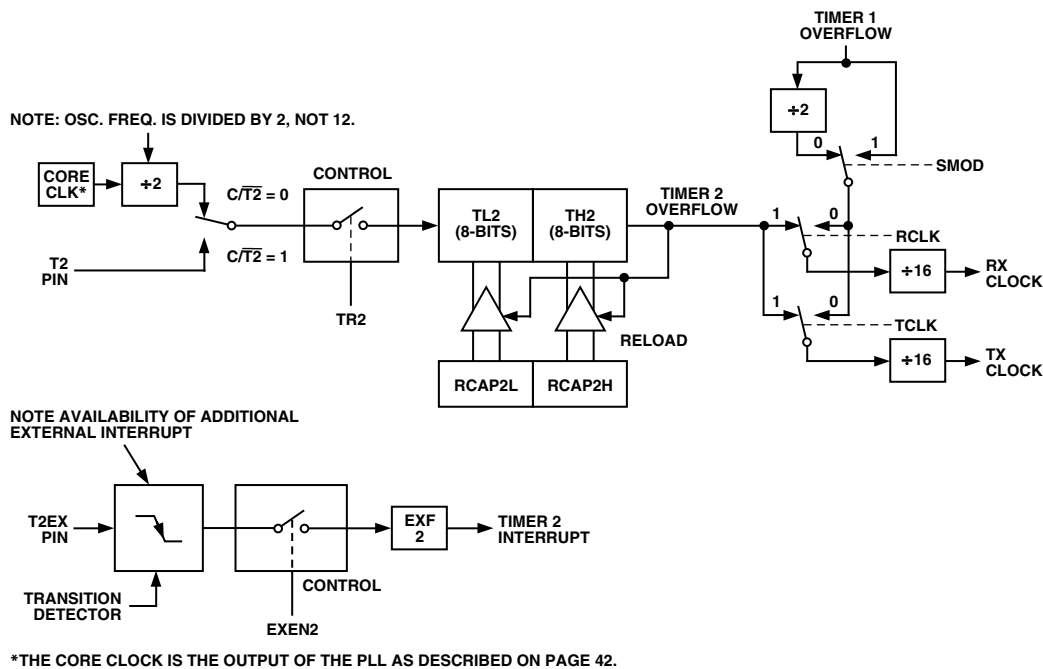 TIMER 1
OVERFLOW
÷2
NOTE: OSC. FREQ. IS DIVIDED BY 2, NOT 12.
0
1
SMOD
CORE
CLK*
÷2
C/T̅2̅ = 0
CONTROL
TL2
(8-BITS)
TH2
(8-BITS)
TIMER 2
OVERFLOW
1
0
RCLK
C/T̅2̅ = 1
T2
PIN
÷16
RX
CLOCK
TR2
RELOAD
1
0
TCLK
÷16
TX
CLOCK
RCAP2L
RCAP2H
NOTE AVAILABILITY OF ADDITIONAL
EXTERNAL INTERRUPT
T2EX
PIN
EXF
2
TIMER 2
INTERRUPT
CONTROL
TRANSITION
DETECTOR
EXEN2
*THE CORE CLOCK IS THE OUTPUT OF THE PLL AS DESCRIBED ON PAGE 42.